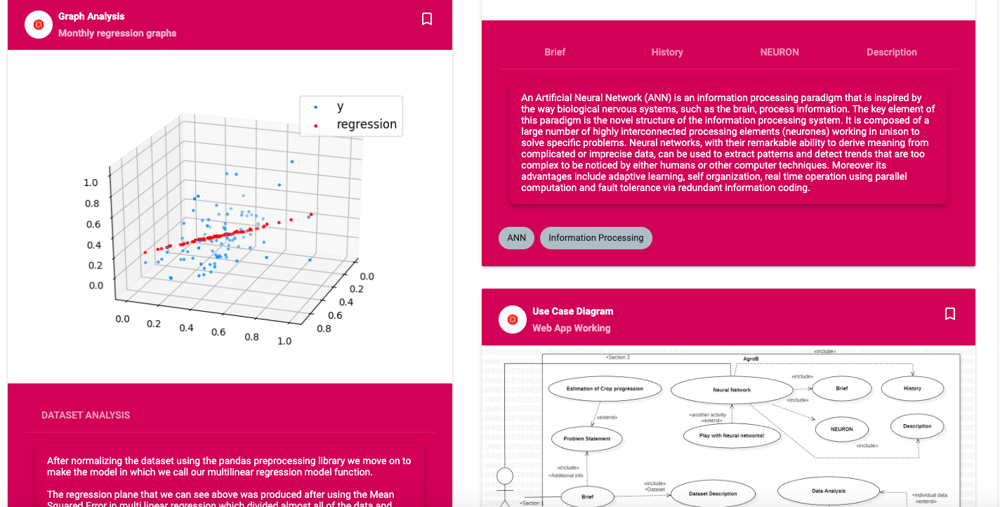 Graph Analysis
Monthly regression graphs
y
regression
1.0
0.8
0.6
0.4
0.2
0.0
0.0
0.2
0.4
0.6
0.8
1.0
0.0
0.2
0.4
0.6
0.8
DATASET ANALYSIS
After normalizing the dataset using the pandas preprocessing library we move on to
make the model in which we call our multilinear regression model function.
The regression plane that we can see above was produced after using the Mean
Squared Error in multi linear regression which divided almost all of the data and
Brief History NEURON Description
An Artificial Neural Network (ANN) is an information processing paradigm that is inspired by
the way biological nervous systems, such as the brain, process information. The key element of
this paradigm is the novel structure of the information processing system. It is composed of a
large number of highly interconnected processing elements (neurones) working in unison to
solve specific problems. Neural networks, with their remarkable ability to derive meaning from
complicated or imprecise data, can be used to extract patterns and detect trends that are too
complex to be noticed by either humans or other computer techniques. Moreover its
advantages include adaptive learning, self organization, real time operation using parallel
computation and fault tolerance via redundant information coding.
ANN Information Processing
Use Case Diagram
Web App Working
UNREGISTERED UNREGISTERED UNREGISTERED UNREGISTERED UNREGISTERED
«include»
+Section 3
AgroB
Estimation of Crop progression
Neural Network
«include»
Brief
History
«include»
«extend»
+another activity
«extend»
Play with Neural networks!
NEURON
Description
Problem Statement
«include»
«include»
+Additional info
Brief
«include»
+Dataset
Dataset Description
Data Analysis
+individual data
«extend»
+Section 1